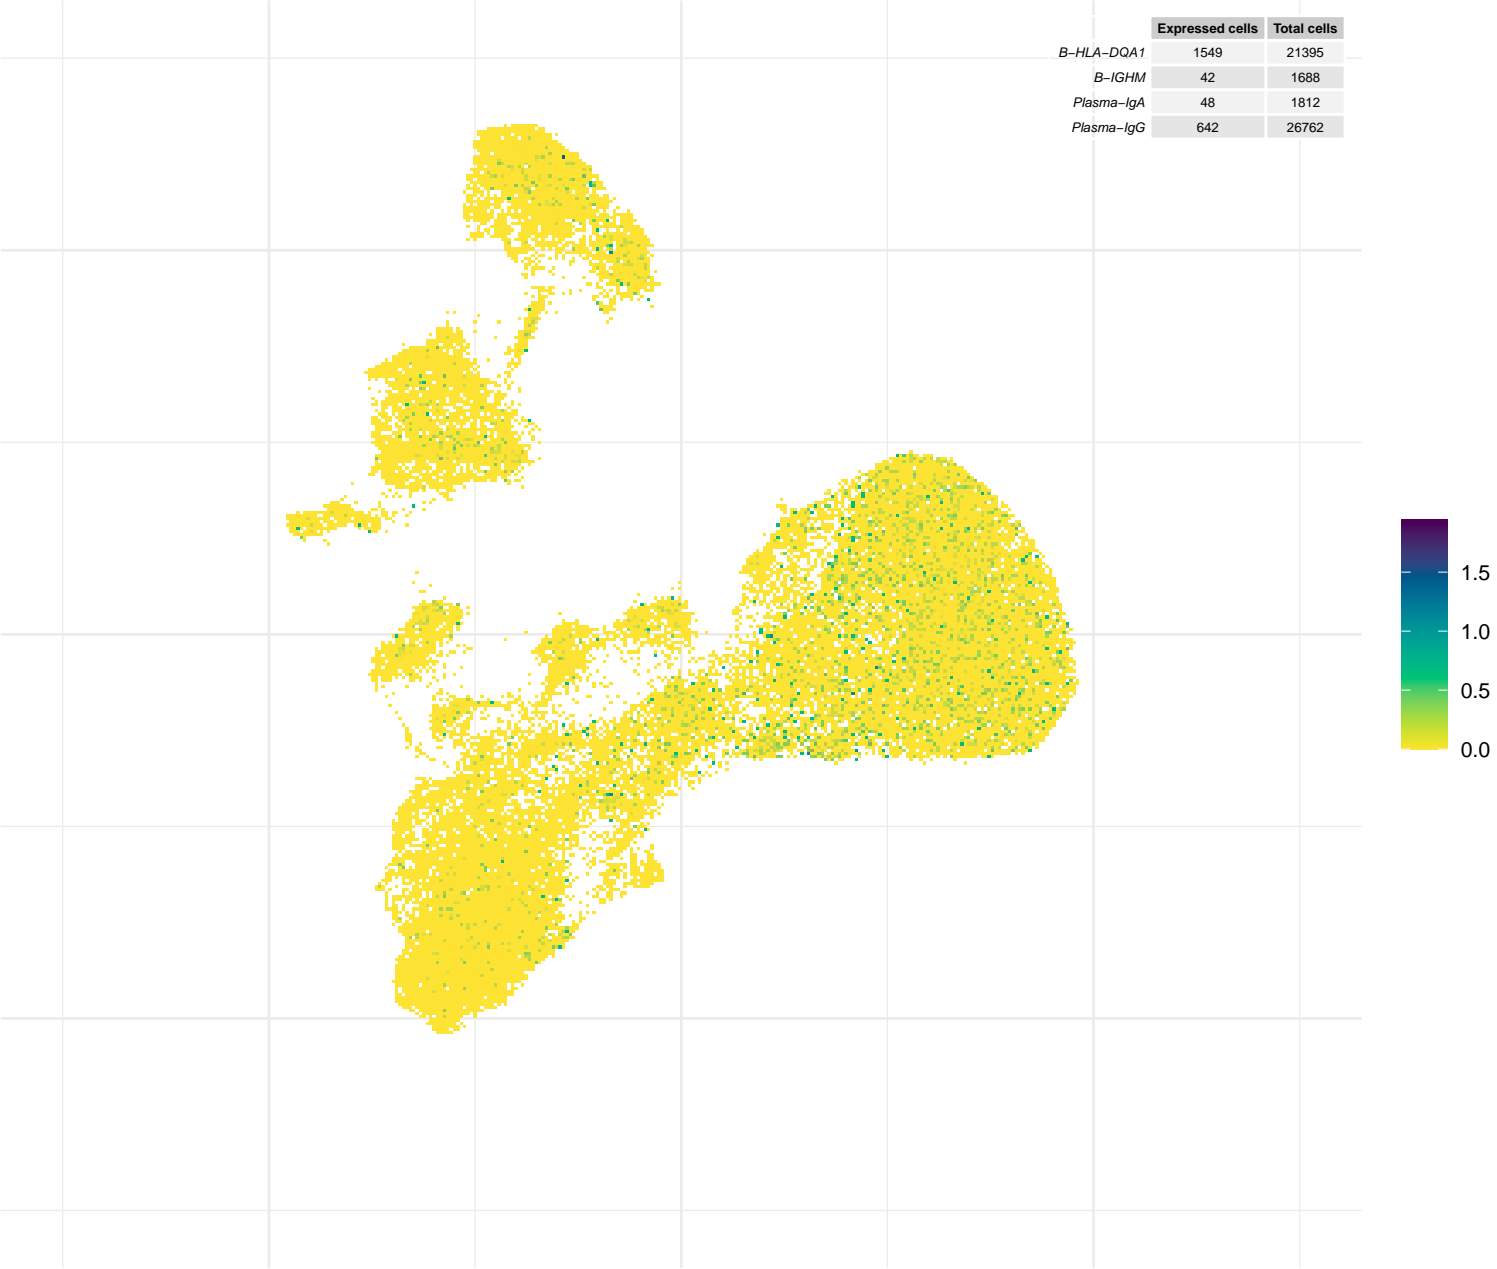 Expressed cells Total cells
B−HLA−DQA1 1549 21395
B−IGHM 42 1688
Plasma−IgA 48 1812
Plasma−IgG 642 26762
1.5
1.0
0.5
0.0